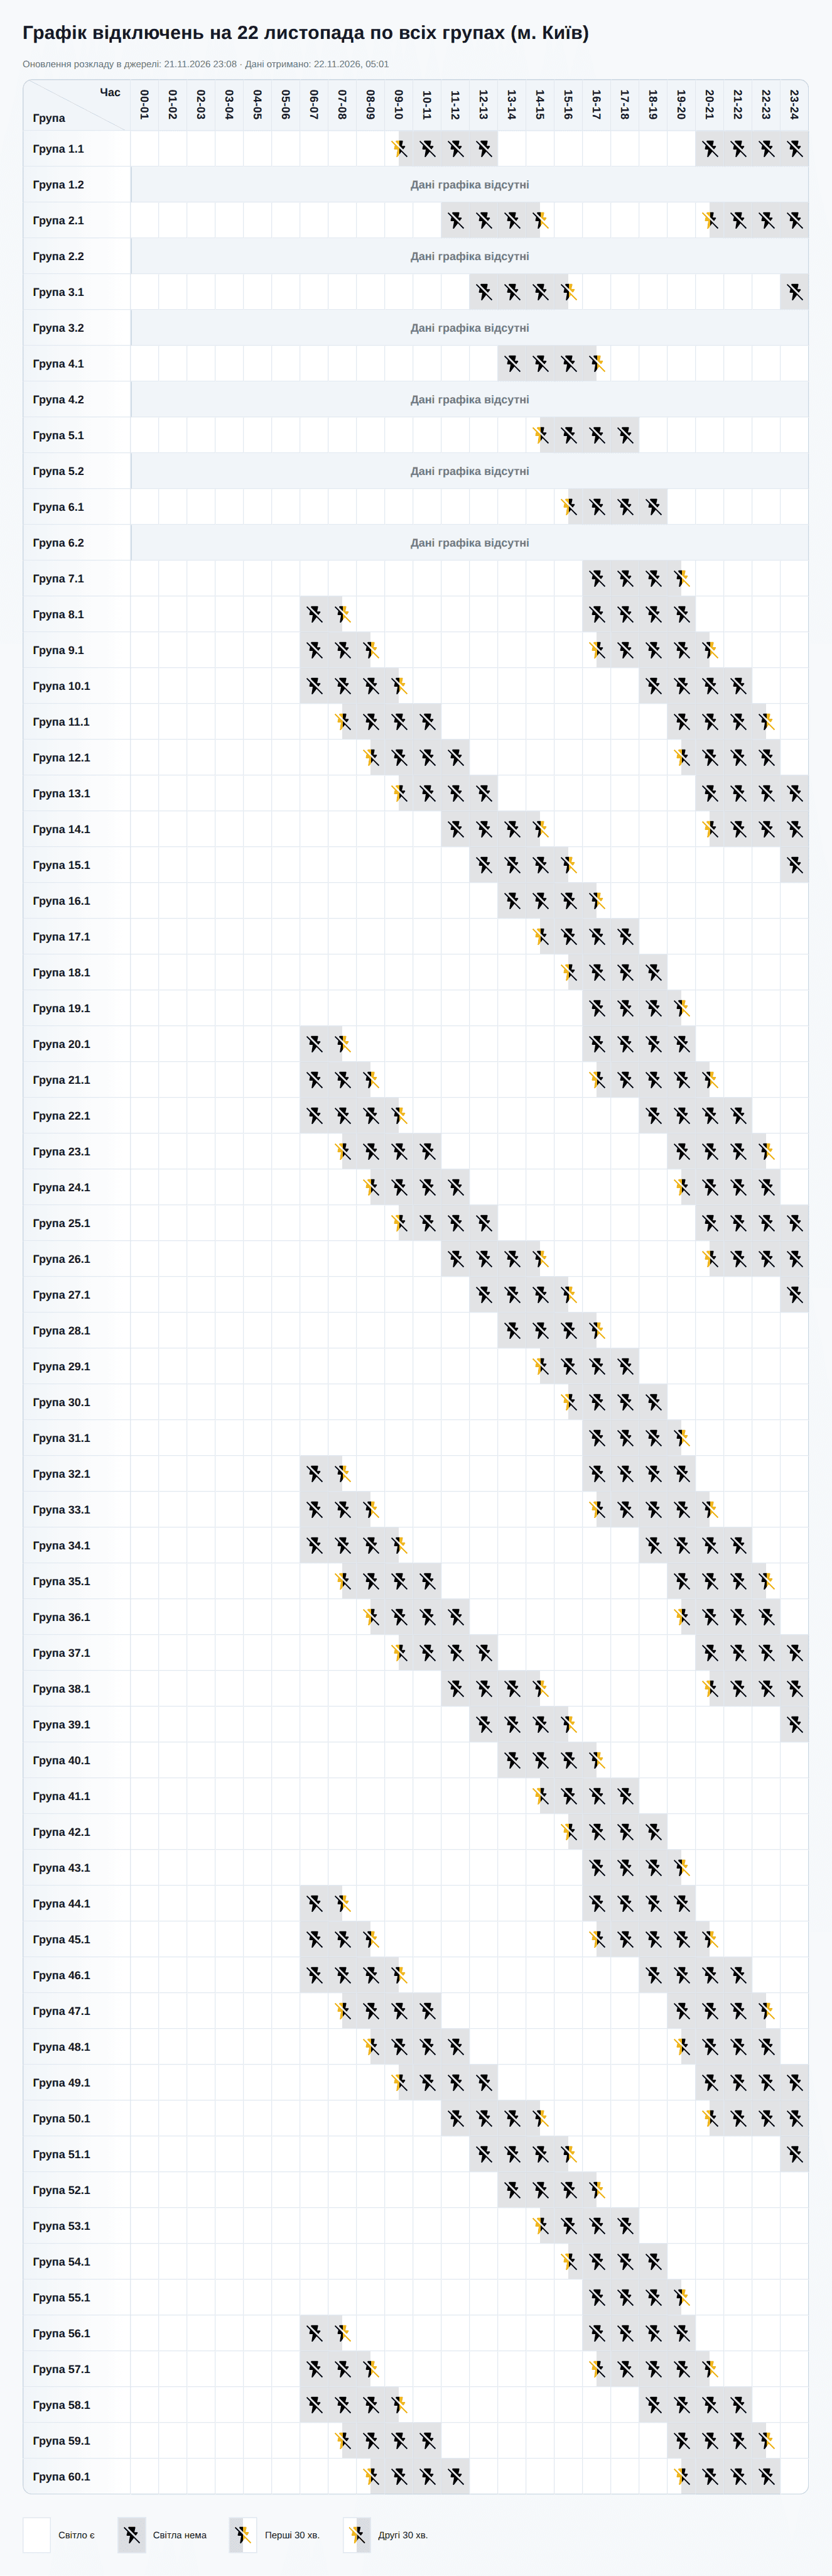 Графік відключень на 22 листопада по всіх групах (м. Київ)
Оновлення розкладу в джерелі: 21.11.2026 23:08 · Дані отримано: 22.11.2026, 05:01
Час
Група
00-01 01-02 02-03 03-04 04-05 05-06 06-07 07-08 08-09 09-10 10-11 11-12 12-13 13-14 14-15 15-16 16-17 17-18 18-19 19-20 20-21 21-22 22-23 23-24
Група 1.1
Група 1.2 Дані графіка відсутні
Група 2.1
Група 2.2 Дані графіка відсутні
Група 3.1
Група 3.2 Дані графіка відсутні
Група 4.1
Група 4.2 Дані графіка відсутні
Група 5.1
Група 5.2 Дані графіка відсутні
Група 6.1
Група 6.2 Дані графіка відсутні
Група 7.1
Група 8.1
Група 9.1
Група 10.1
Група 11.1
Група 12.1
Група 13.1
Група 14.1
Група 15.1
Група 16.1
Група 17.1
Група 18.1
Група 19.1
Група 20.1
Група 21.1
Група 22.1
Група 23.1
Група 24.1
Група 25.1
Група 26.1
Група 27.1
Група 28.1
Група 29.1
Група 30.1
Група 31.1
Група 32.1
Група 33.1
Група 34.1
Група 35.1
Група 36.1
Група 37.1
Група 38.1
Група 39.1
Група 40.1
Група 41.1
Група 42.1
Група 43.1
Група 44.1
Група 45.1
Група 46.1
Група 47.1
Група 48.1
Група 49.1
Група 50.1
Група 51.1
Група 52.1
Група 53.1
Група 54.1
Група 55.1
Група 56.1
Група 57.1
Група 58.1
Група 59.1
Група 60.1
Світло є Світла нема Перші 30 хв. Другі 30 хв.